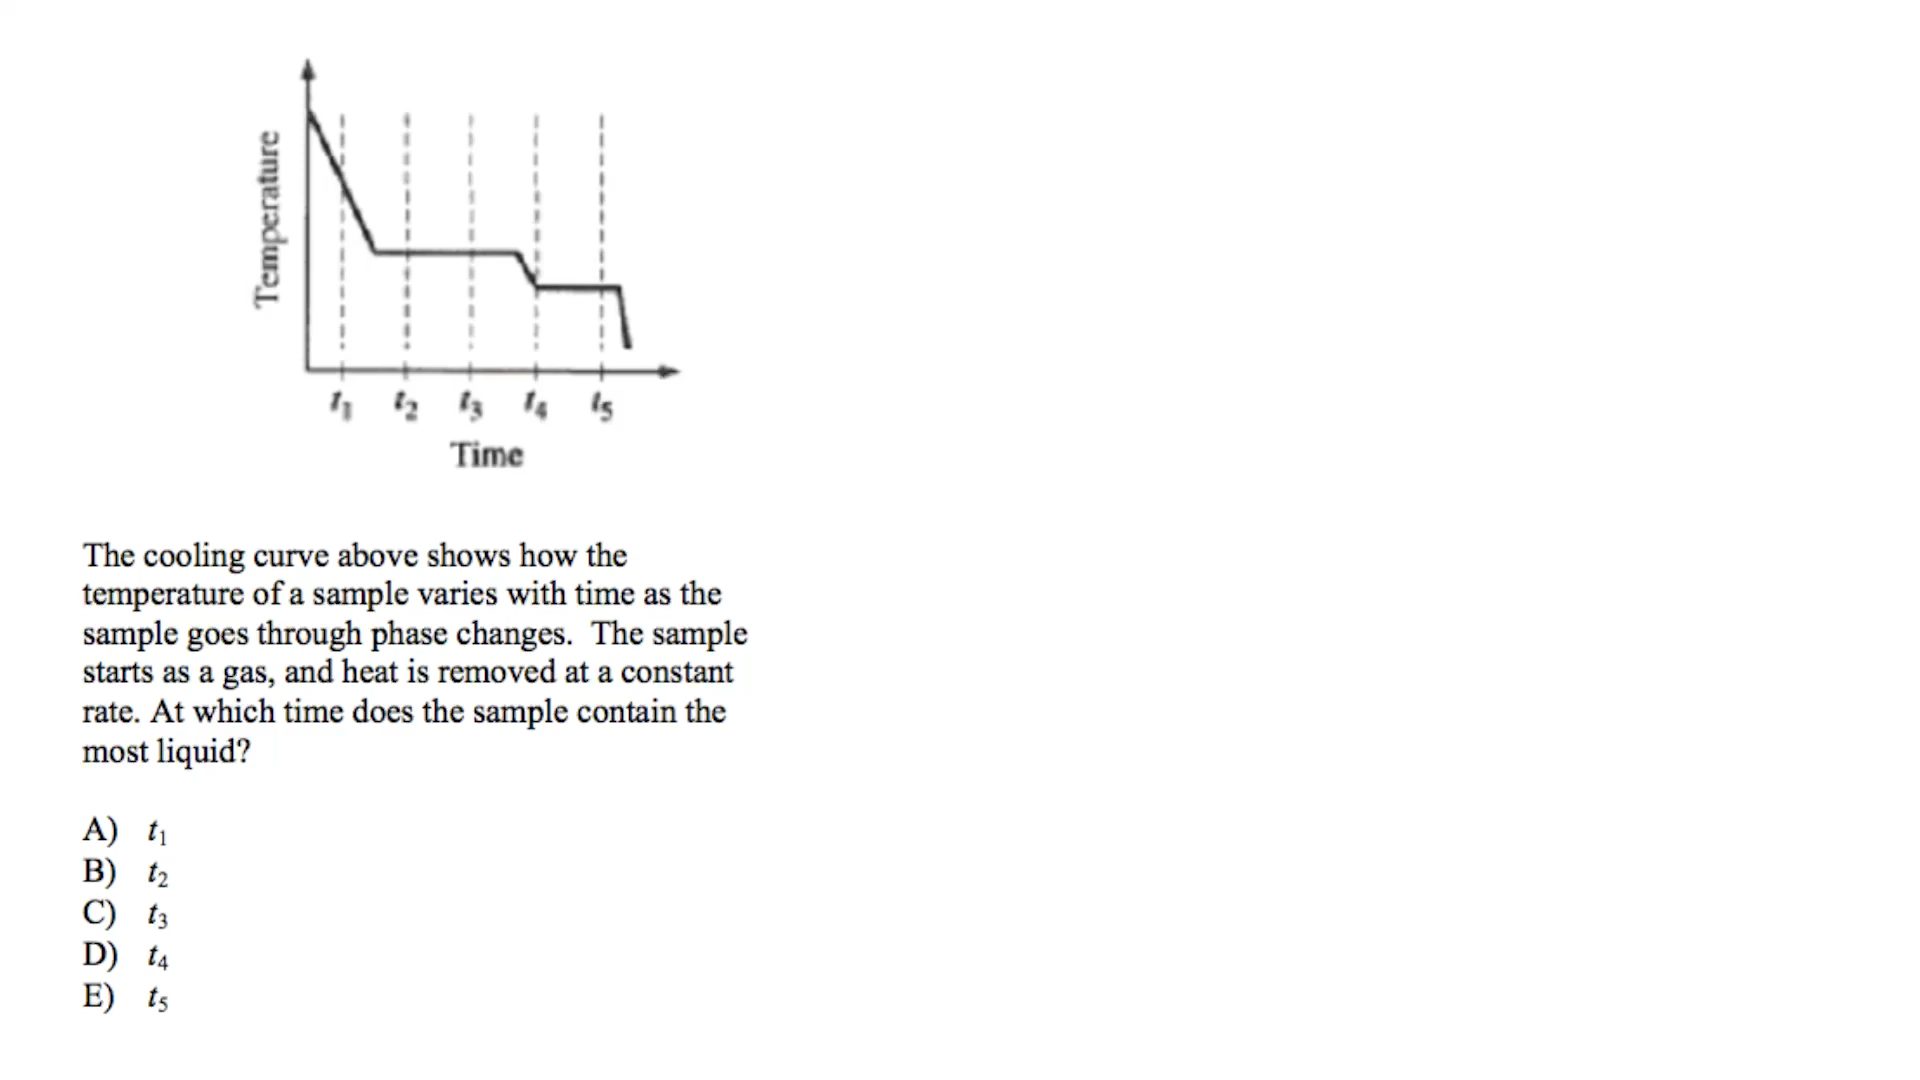 Temperature
t₁ t₂ t₃ t₄ t₅
Time
The cooling curve above shows how the
temperature of a sample varies with time as the
sample goes through phase changes.  The sample
starts as a gas, and heat is removed at a constant
rate. At which time does the sample contain the
most liquid?
A) t₁
B) t₂
C) t₃
D) t₄
E) t₅